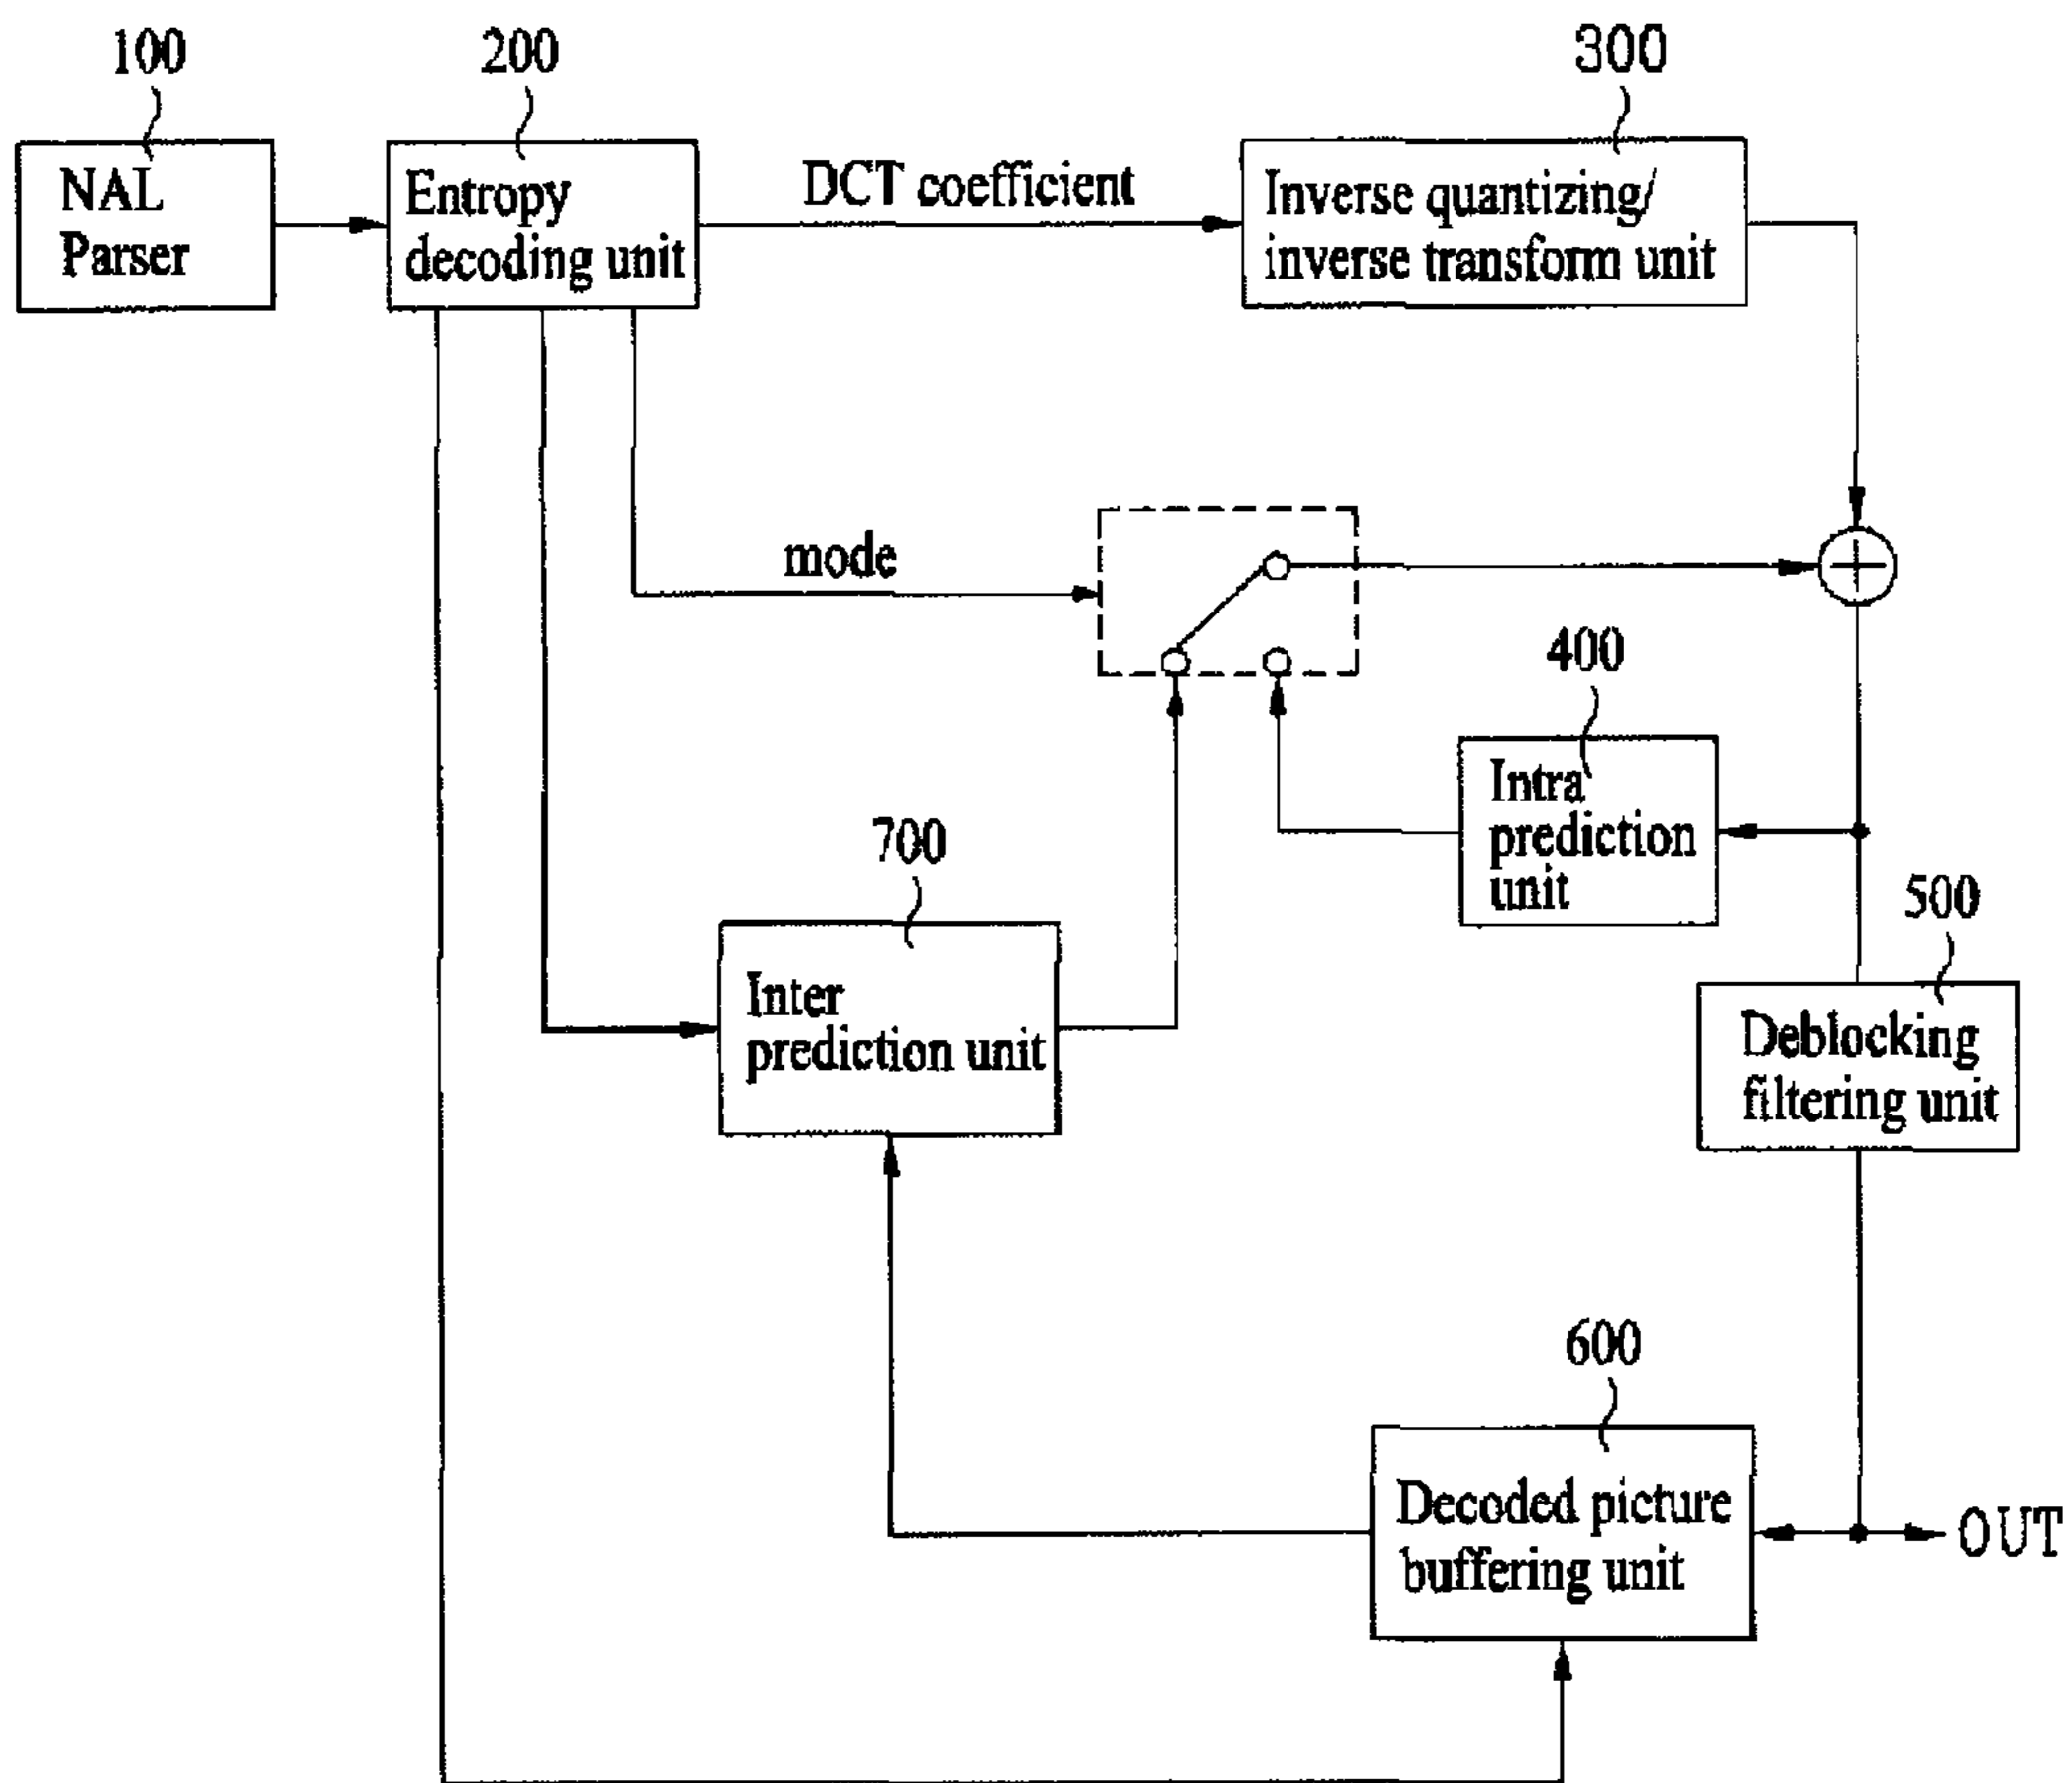 100
200
300
NAL
Parser
Entropy
decoding unit
DCT coefficient
Inverse quantizing/
inverse transform unit
mode
400
Intra
prediction
unit
700
Inter
prediction unit
500
Deblocking
filtering unit
600
Decoded picture
buffering unit
OUT